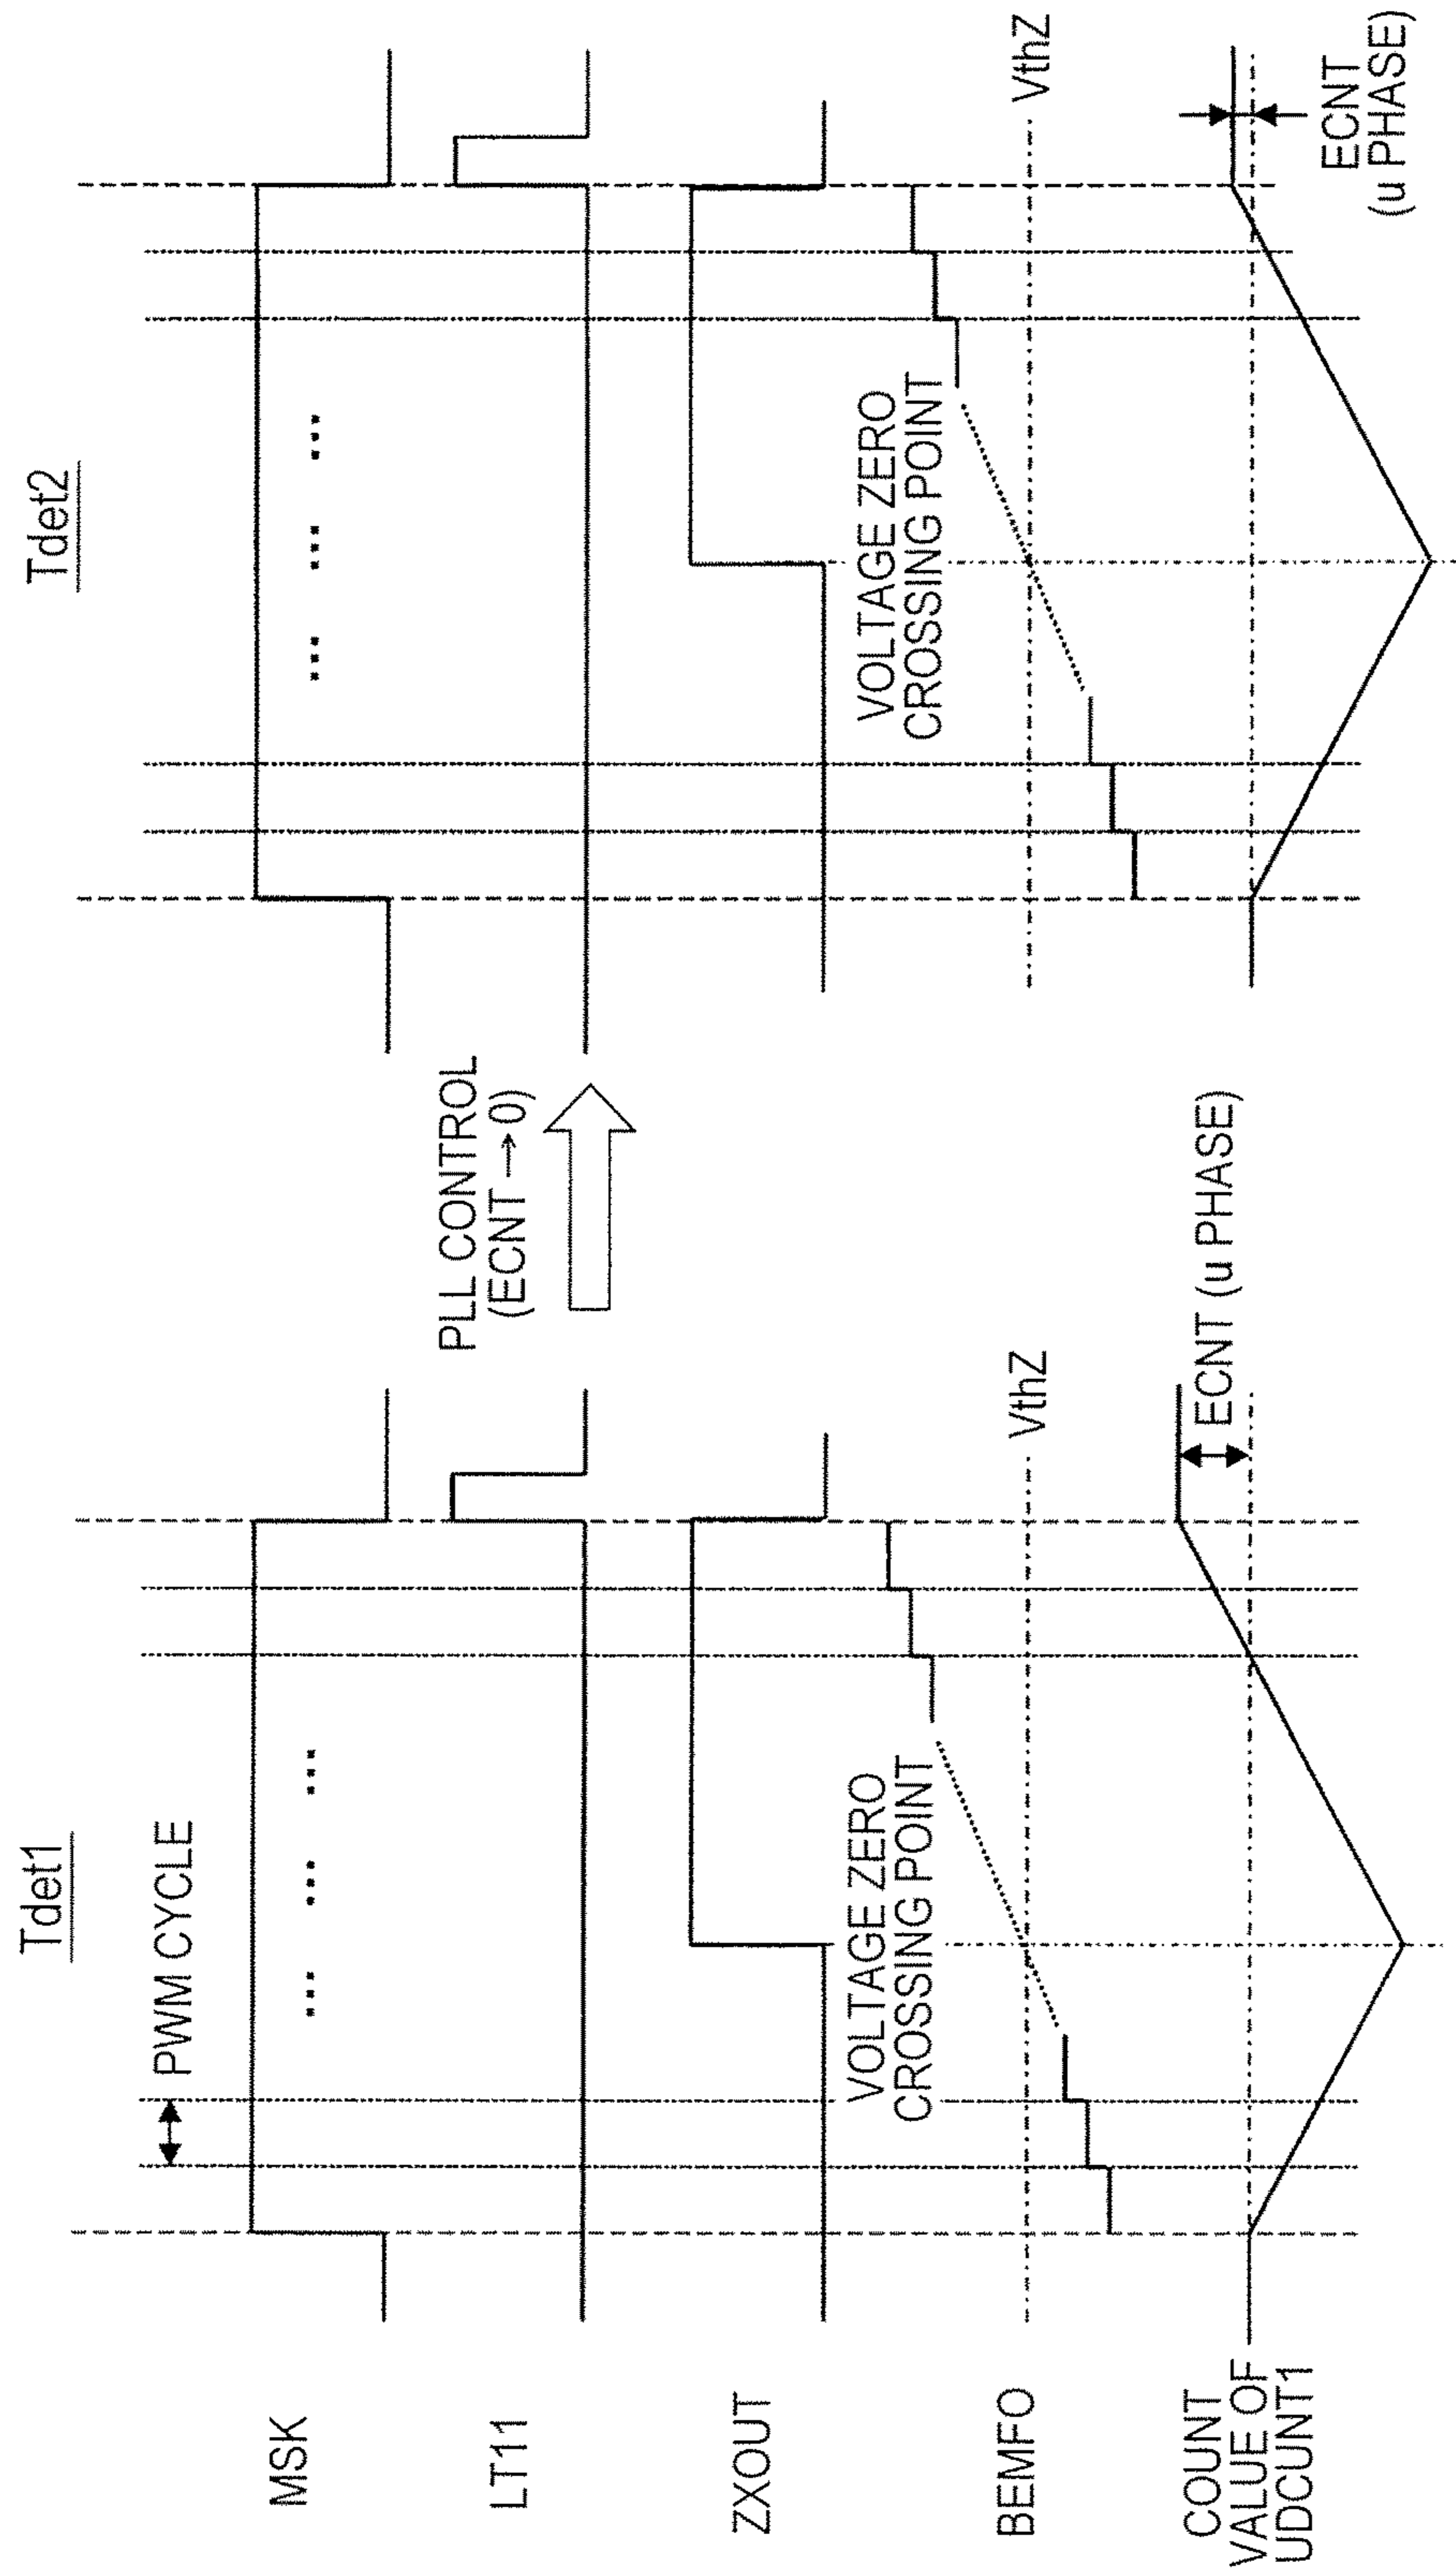 Tdet1
Tdet2
PWM CYCLE
MSK
PLL CONTROL
(ECNT →0)
LT11
ZXOUT
VOLTAGE ZERO
CROSSING POINT
VOLTAGE ZERO
CROSSING POINT
BEMFO
VthZ
VthZ
COUNT
VALUE OF
UDCUNT1
ECNT (u PHASE)
ECNT
(u PHASE)